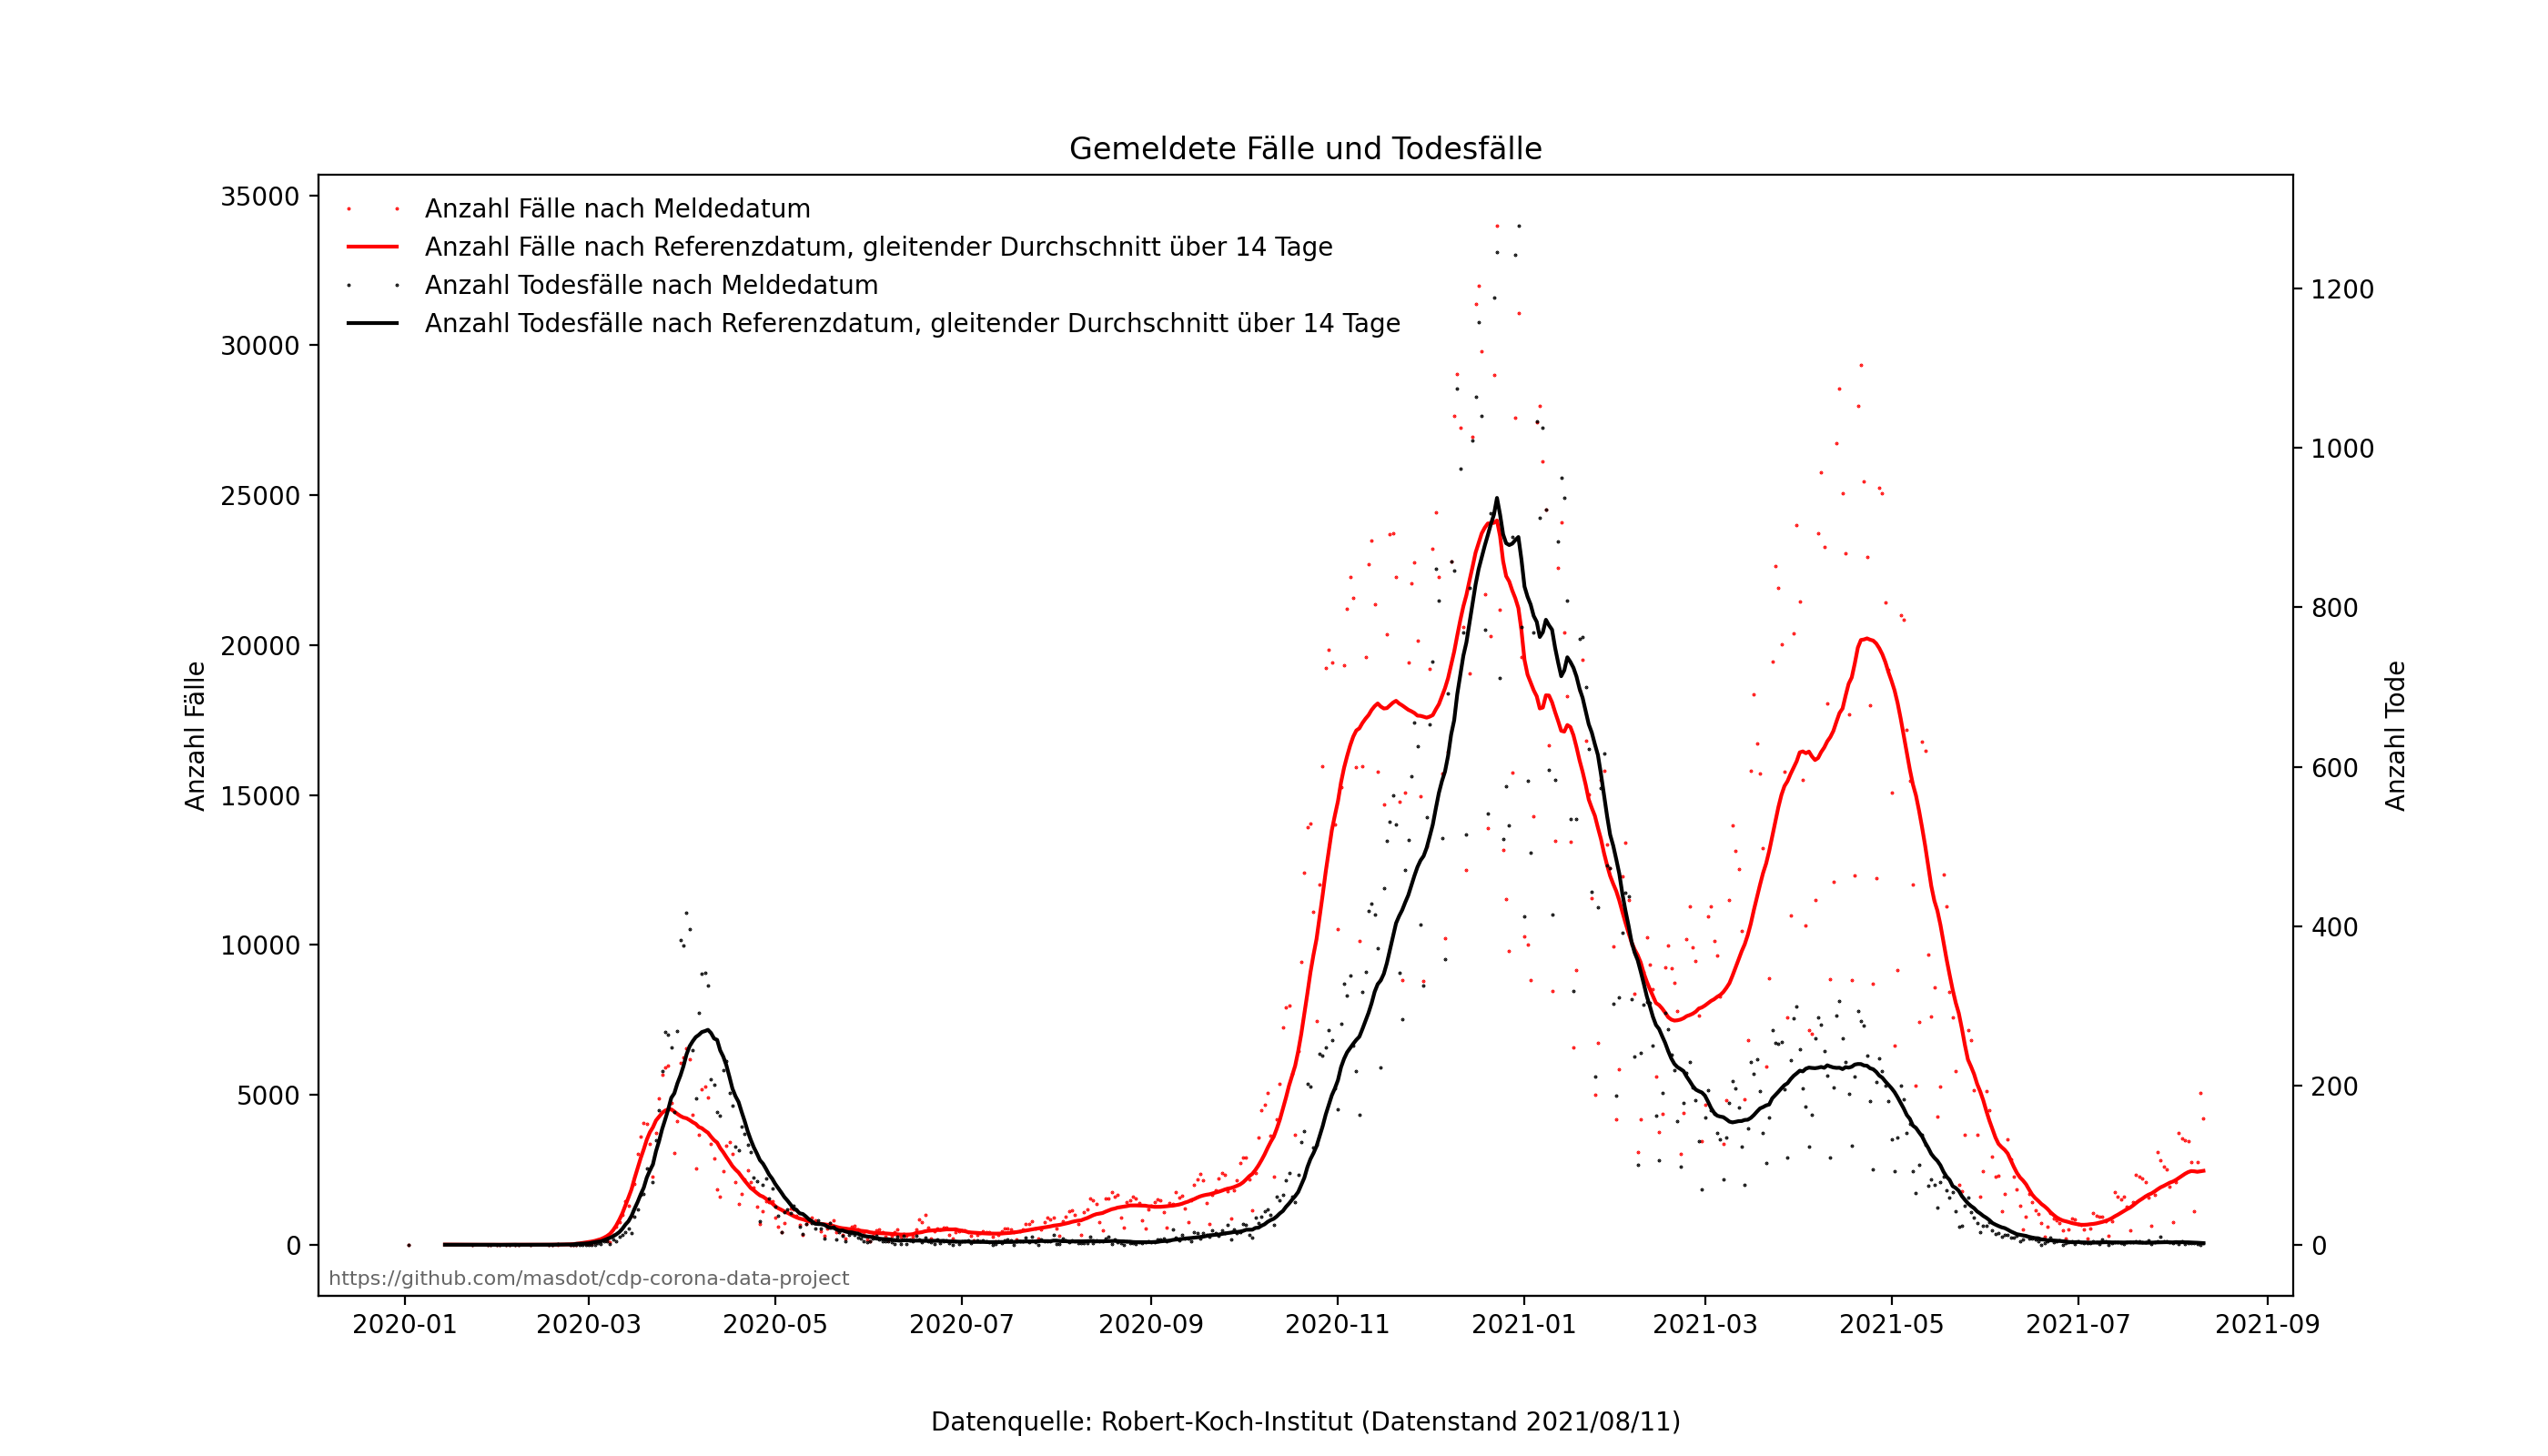 Gemeldete Fälle und Todesfälle
Anzahl Fälle nach Meldedatum
Anzahl Fälle nach Referenzdatum, gleitender Durchschnitt über 14 Tage
Anzahl Todesfälle nach Meldedatum
Anzahl Todesfälle nach Referenzdatum, gleitender Durchschnitt über 14 Tage
35000
30000
25000
20000
15000
10000
5000
0
Anzahl Fälle
1200
1000
800
600
400
200
0
Anzahl Tode
https://github.com/masdot/cdp-corona-data-project
2020-01 2020-03 2020-05 2020-07 2020-09 2020-11 2021-01 2021-03 2021-05 2021-07 2021-09
Datenquelle: Robert-Koch-Institut (Datenstand 2021/08/11)